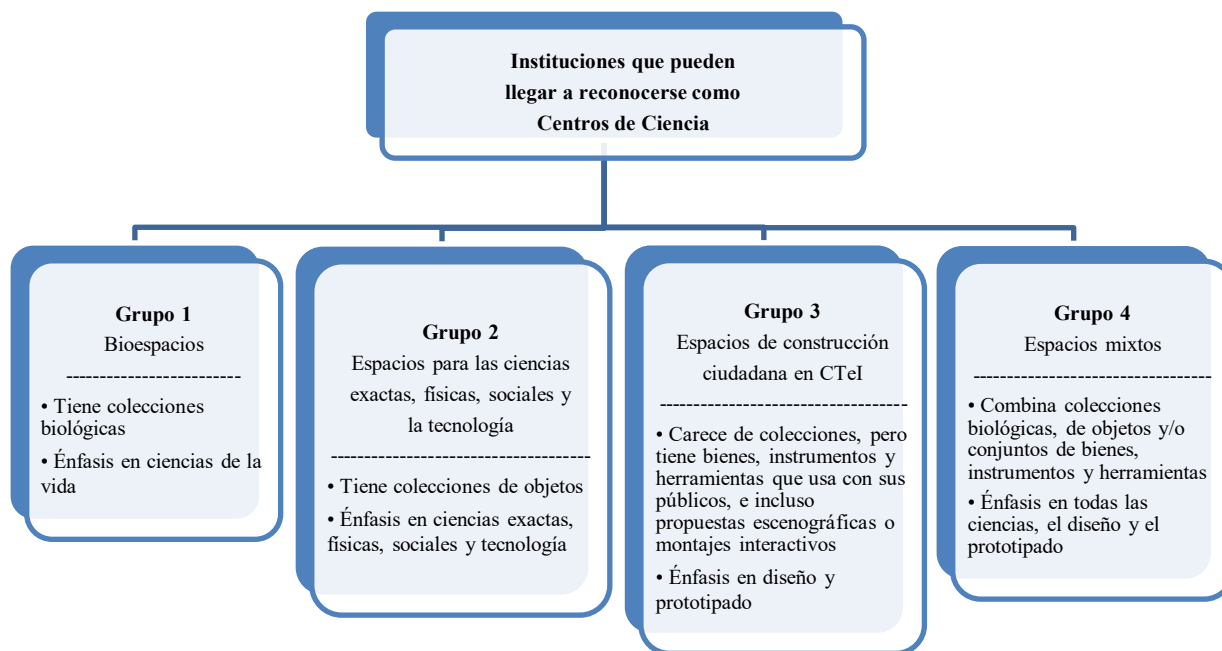 Instituciones que pueden
llegar a reconocerse como
Centros de Ciencia
Grupo 1
Bioespacios
--------------------------
• Tiene colecciones
biológicas
• Énfasis en ciencias de la
vida
Grupo 2
Espacios para las ciencias
exactas, físicas, sociales y
la tecnología
---------------------------------------
• Tiene colecciones de objetos
• Énfasis en ciencias exactas,
físicas, sociales y tecnología
Grupo 3
Espacios de construcción
ciudadana en CTeI
-------------------------------------
• Carece de colecciones, pero
tiene bienes, instrumentos y
herramientas que usa con sus
públicos, e incluso
propuestas escenográficas o
montajes interactivos
• Énfasis en diseño y
prototipado
Grupo 4
Espacios mixtos
------------------------------------
• Combina colecciones
biológicas, de objetos y/o
conjuntos de bienes,
instrumentos y herramientas
• Énfasis en todas las
ciencias, el diseño y el
prototipado